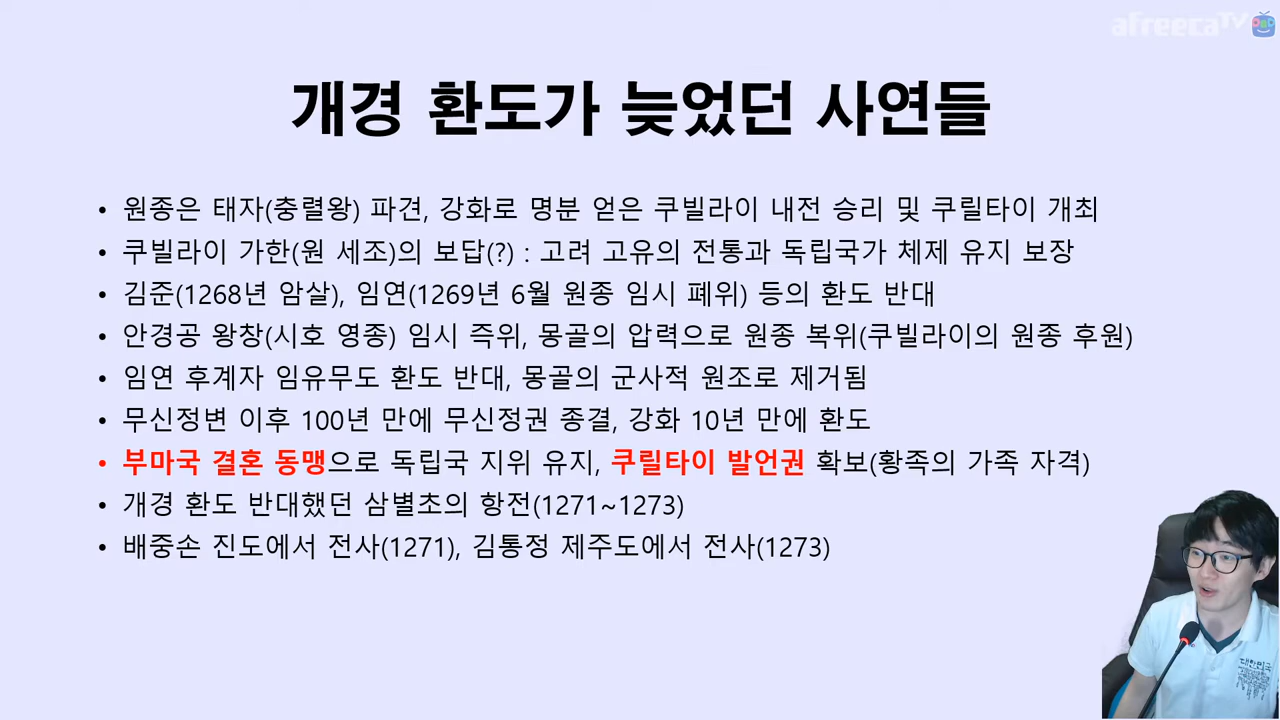 afreecaTV
개경 환도가 늦었던 사연들
• 원종은 태자(충렬왕) 파견, 강화로 명분 얻은 쿠빌라이 내전 승리 및 쿠릴타이 개최
• 쿠빌라이 가한(원 세조)의 보답(?) : 고려 고유의 전통과 독립국가 체제 유지 보장
• 김준(1268년 암살), 임연(1269년 6월 원종 임시 폐위) 등의 환도 반대
• 안경공 왕창(시호 영종) 임시 즉위, 몽골의 압력으로 원종 복위(쿠빌라이의 원종 후원)
• 임연 후계자 임유무도 환도 반대, 몽골의 군사적 원조로 제거됨
• 무신정변 이후 100년 만에 무신정권 종결, 강화 10년 만에 환도
• 부마국 결혼 동맹으로 독립국 지위 유지, 쿠릴타이 발언권 확보(황족의 가족 자격)
• 개경 환도 반대했던 삼별초의 항전(1271~1273)
• 배중손 진도에서 전사(1271), 김통정 제주도에서 전사(1273)
대한민국